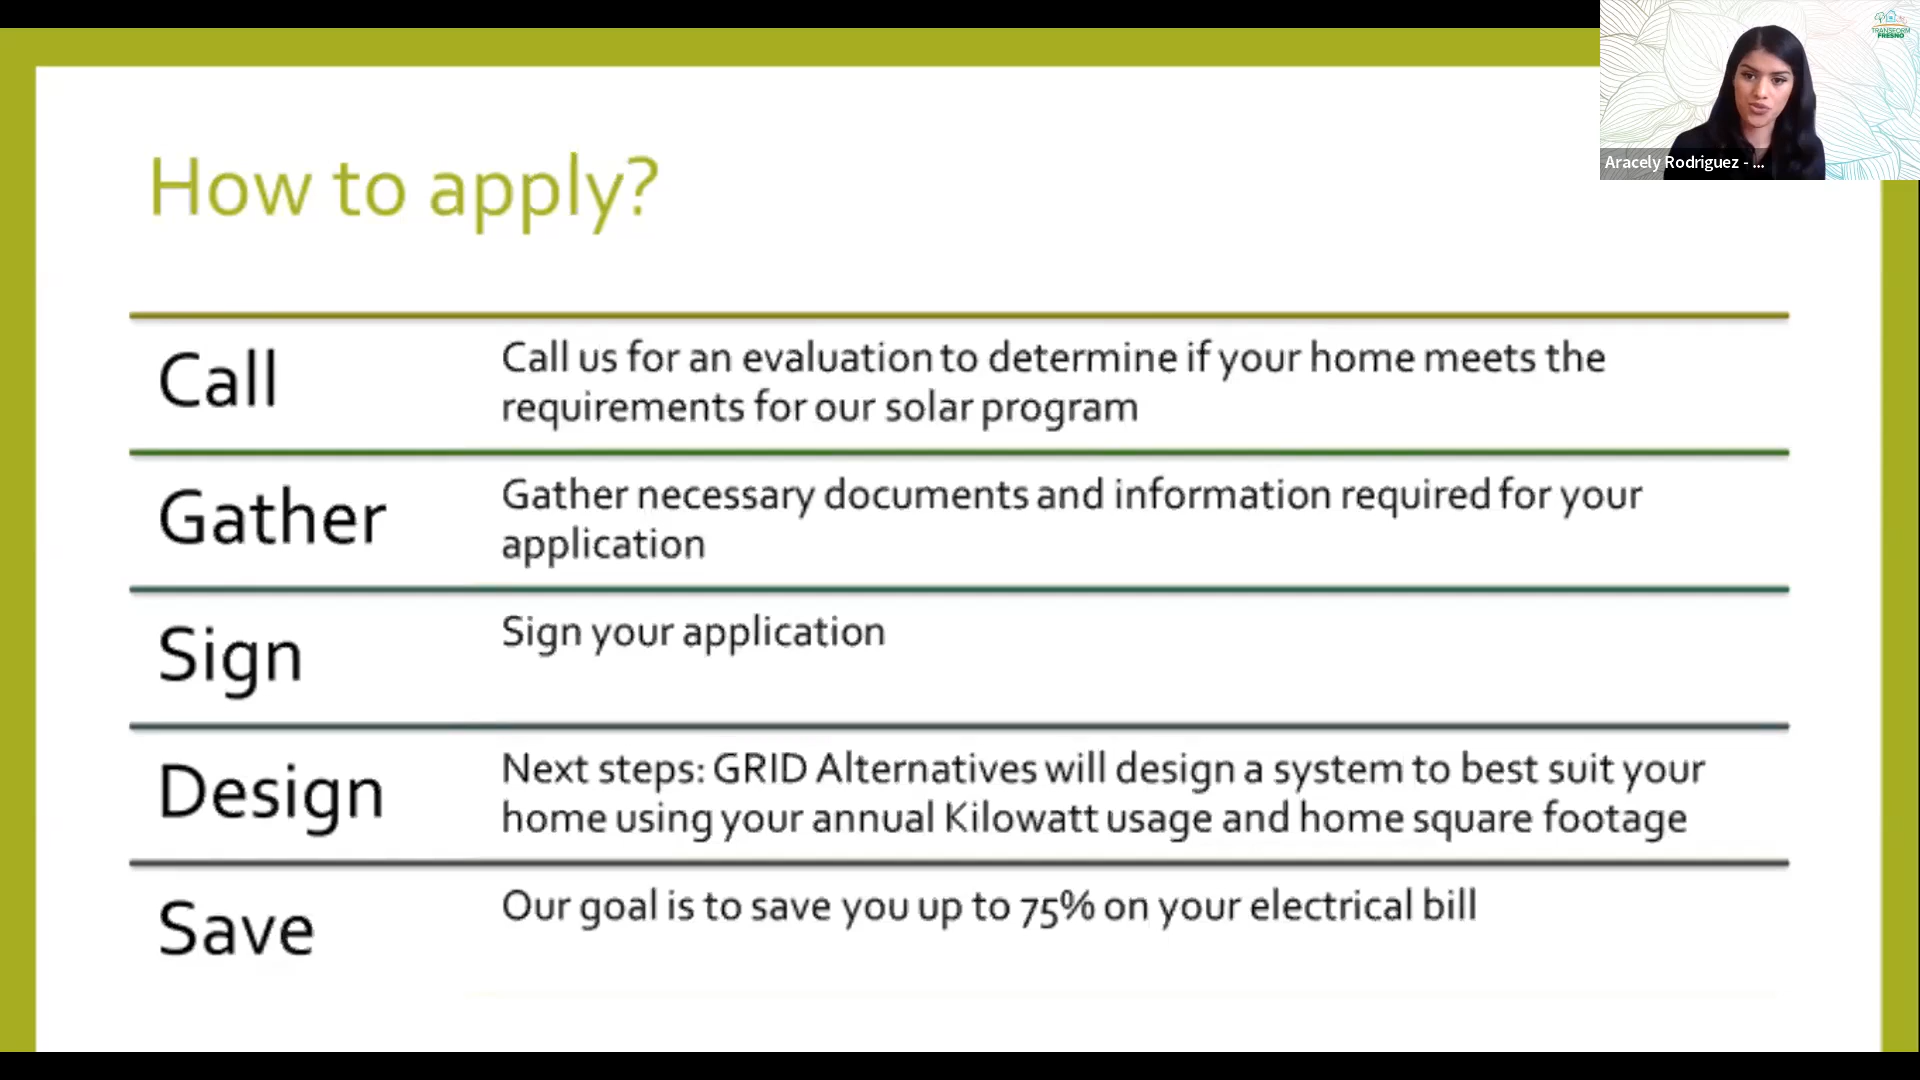 TRANSFORM
FRESNO
Aracely Rodriguez - ...
How to apply?
Call
Call us for an evaluation to determine if your home meets the
requirements for our solar program
Gather
Gather necessary documents and information required for your
application
Sign
Sign your application
Design
Next steps: GRID Alternatives will design a system to best suit your
home using your annual Kilowatt usage and home square footage
Save
Our goal is to save you up to 75% on your electrical bill